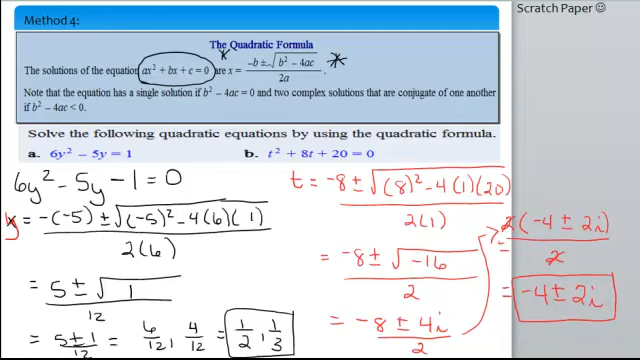 Scratch Paper ☺
Method 4:
The Quadratic Formula
The solutions of the equation ax² + bx + c = 0 are x = (-b ± √(b² - 4ac)) / 2a .
Note that the equation has a single solution if b² - 4ac = 0 and two complex solutions that are conjugate of one another
if b² - 4ac < 0.
Solve the following quadratic equations by using the quadratic formula.
a. 6y² - 5y = 1
b. t² + 8t + 20 = 0
6y² - 5y - 1 = 0
y = (-(-5) ± √((-5)² - 4(6)(1))) / 2(6)
= (5 ± √1) / 12
= (5 ± 1) / 12 = 6/12, 4/12 = 1/2, 1/3
t = (-8 ± √((8)² - 4(1)(20))) / 2(1)
= (-8 ± √-16) / 2
= (-8 ± 4i) / 2
= 2(-4 ± 2i) / 2
= -4 ± 2i